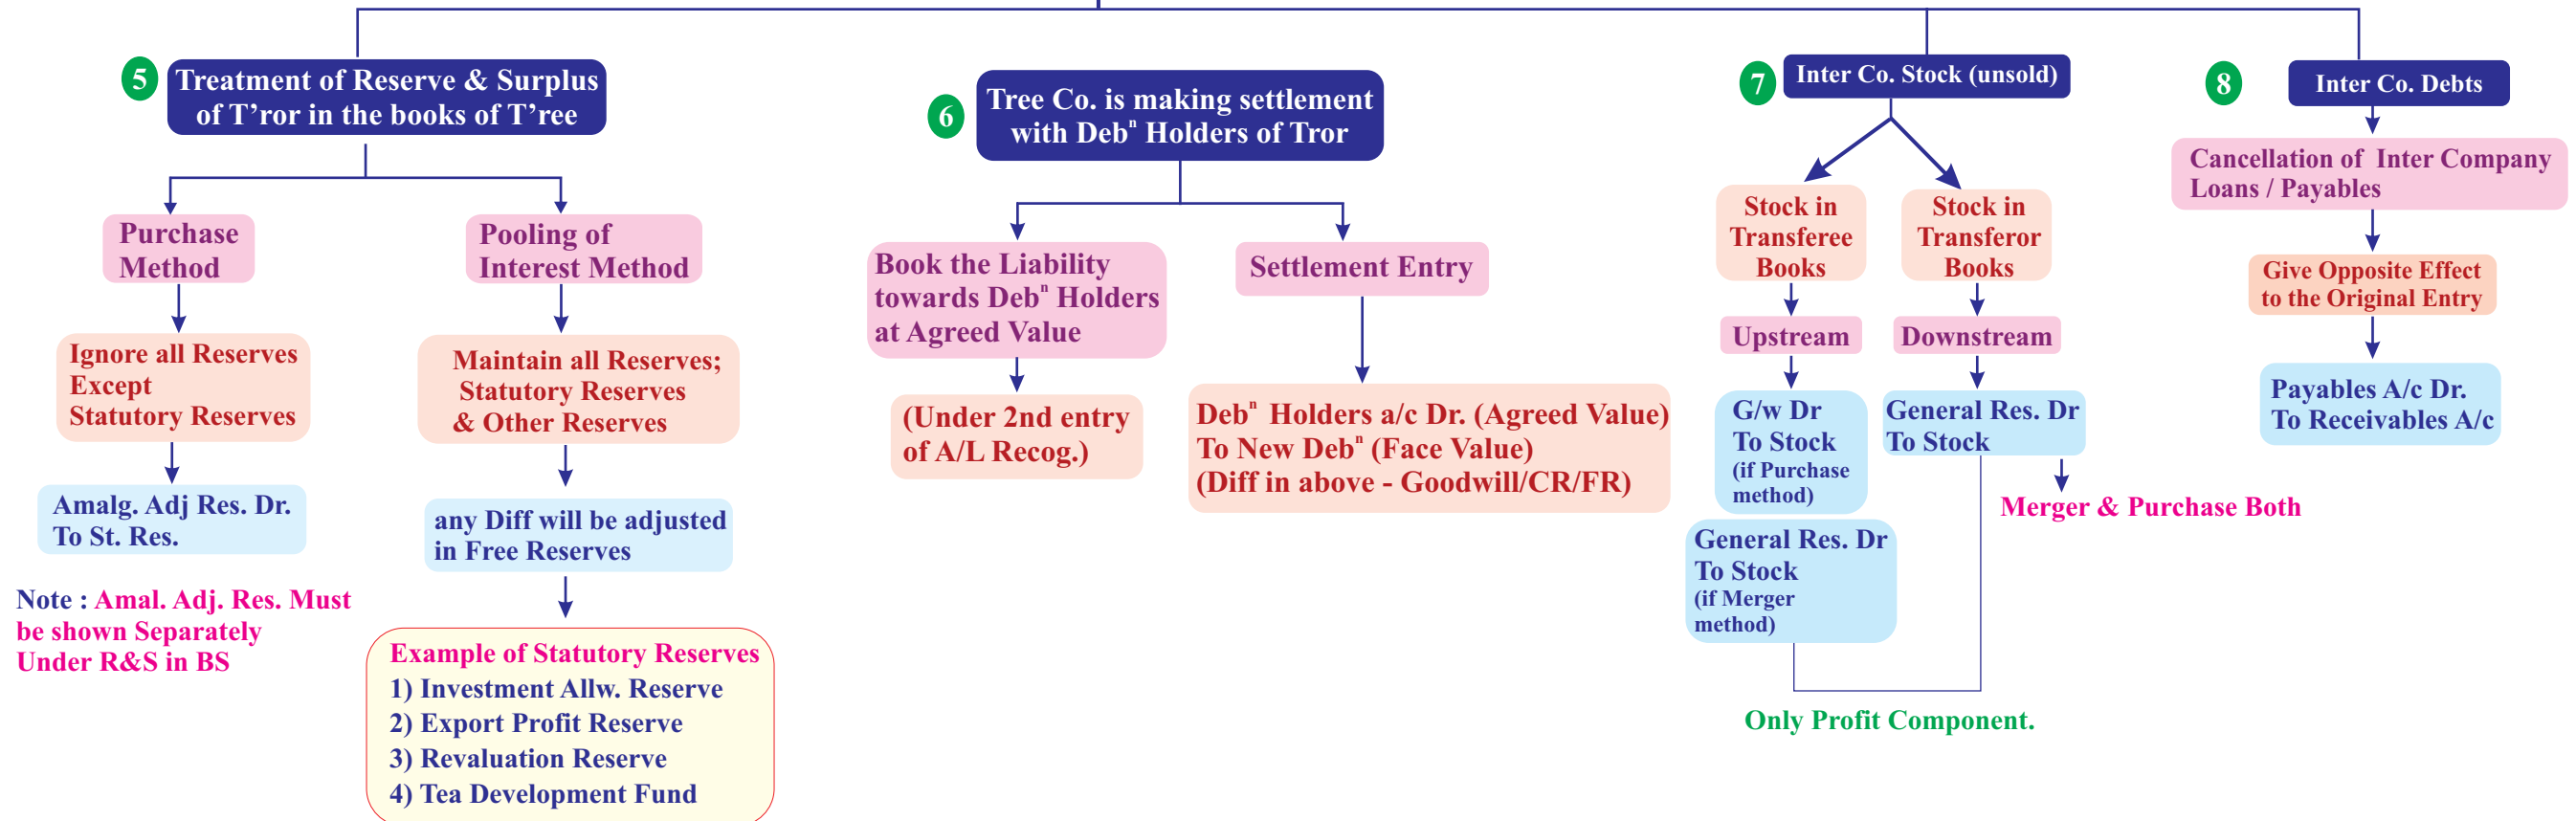 5
Treatment of Reserve & Surplus
of T’ror in the books of T’ree
Purchase
Method
Ignore all Reserves
Except
Statutory Reserves
Amalg. Adj Res. Dr.
To St. Res.
Note : Amal. Adj. Res. Must
be shown Separately
Under R&S in BS
Pooling of
Interest Method
Maintain all Reserves;
Statutory Reserves
& Other Reserves
any Diff will be adjusted
in Free Reserves
Example of Statutory Reserves
1) Investment Allw. Reserve
2) Export Profit Reserve
3) Revaluation Reserve
4) Tea Development Fund
6
Tree Co. is making settlement
with Debⁿ Holders of Tror
Book the Liability
towards Debⁿ Holders
at Agreed Value
(Under 2nd entry
of A/L Recog.)
Settlement Entry
Debⁿ Holders a/c Dr. (Agreed Value)
To New Debⁿ (Face Value)
(Diff in above - Goodwill/CR/FR)
7
Inter Co. Stock (unsold)
Stock in
Transferee
Books
Upstream
G/w Dr
To Stock
(if Purchase
method)
General Res. Dr
To Stock
(if Merger
method)
Stock in
Transferor
Books
Downstream
General Res. Dr
To Stock
Merger & Purchase Both
Only Profit Component.
8
Inter Co. Debts
Cancellation of Inter Company
Loans / Payables
Give Opposite Effect
to the Original Entry
Payables A/c Dr.
To Receivables A/c